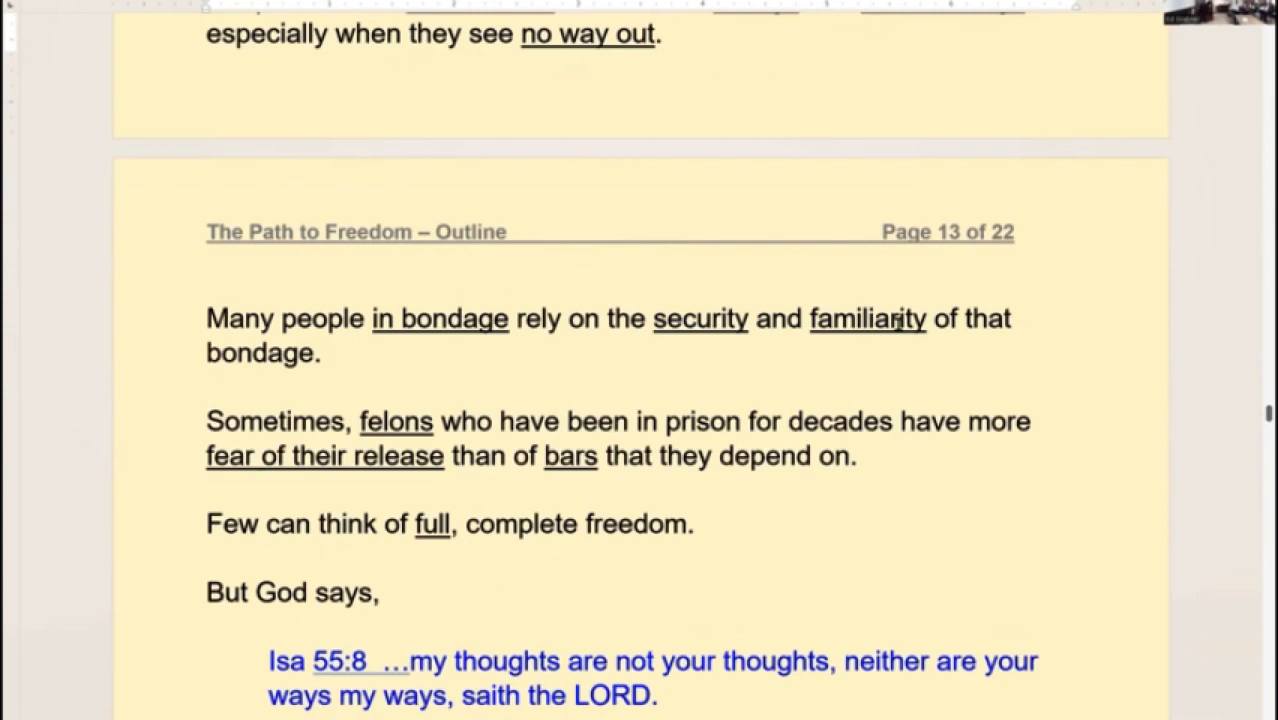 especially when they see no way out.
The Path to Freedom – Outline Page 13 of 22
Many people in bondage rely on the security and familiarity of that
bondage.
Sometimes, felons who have been in prison for decades have more
fear of their release than of bars that they depend on.
Few can think of full, complete freedom.
But God says,
Isa 55:8 …my thoughts are not your thoughts, neither are your
ways my ways, saith the LORD.